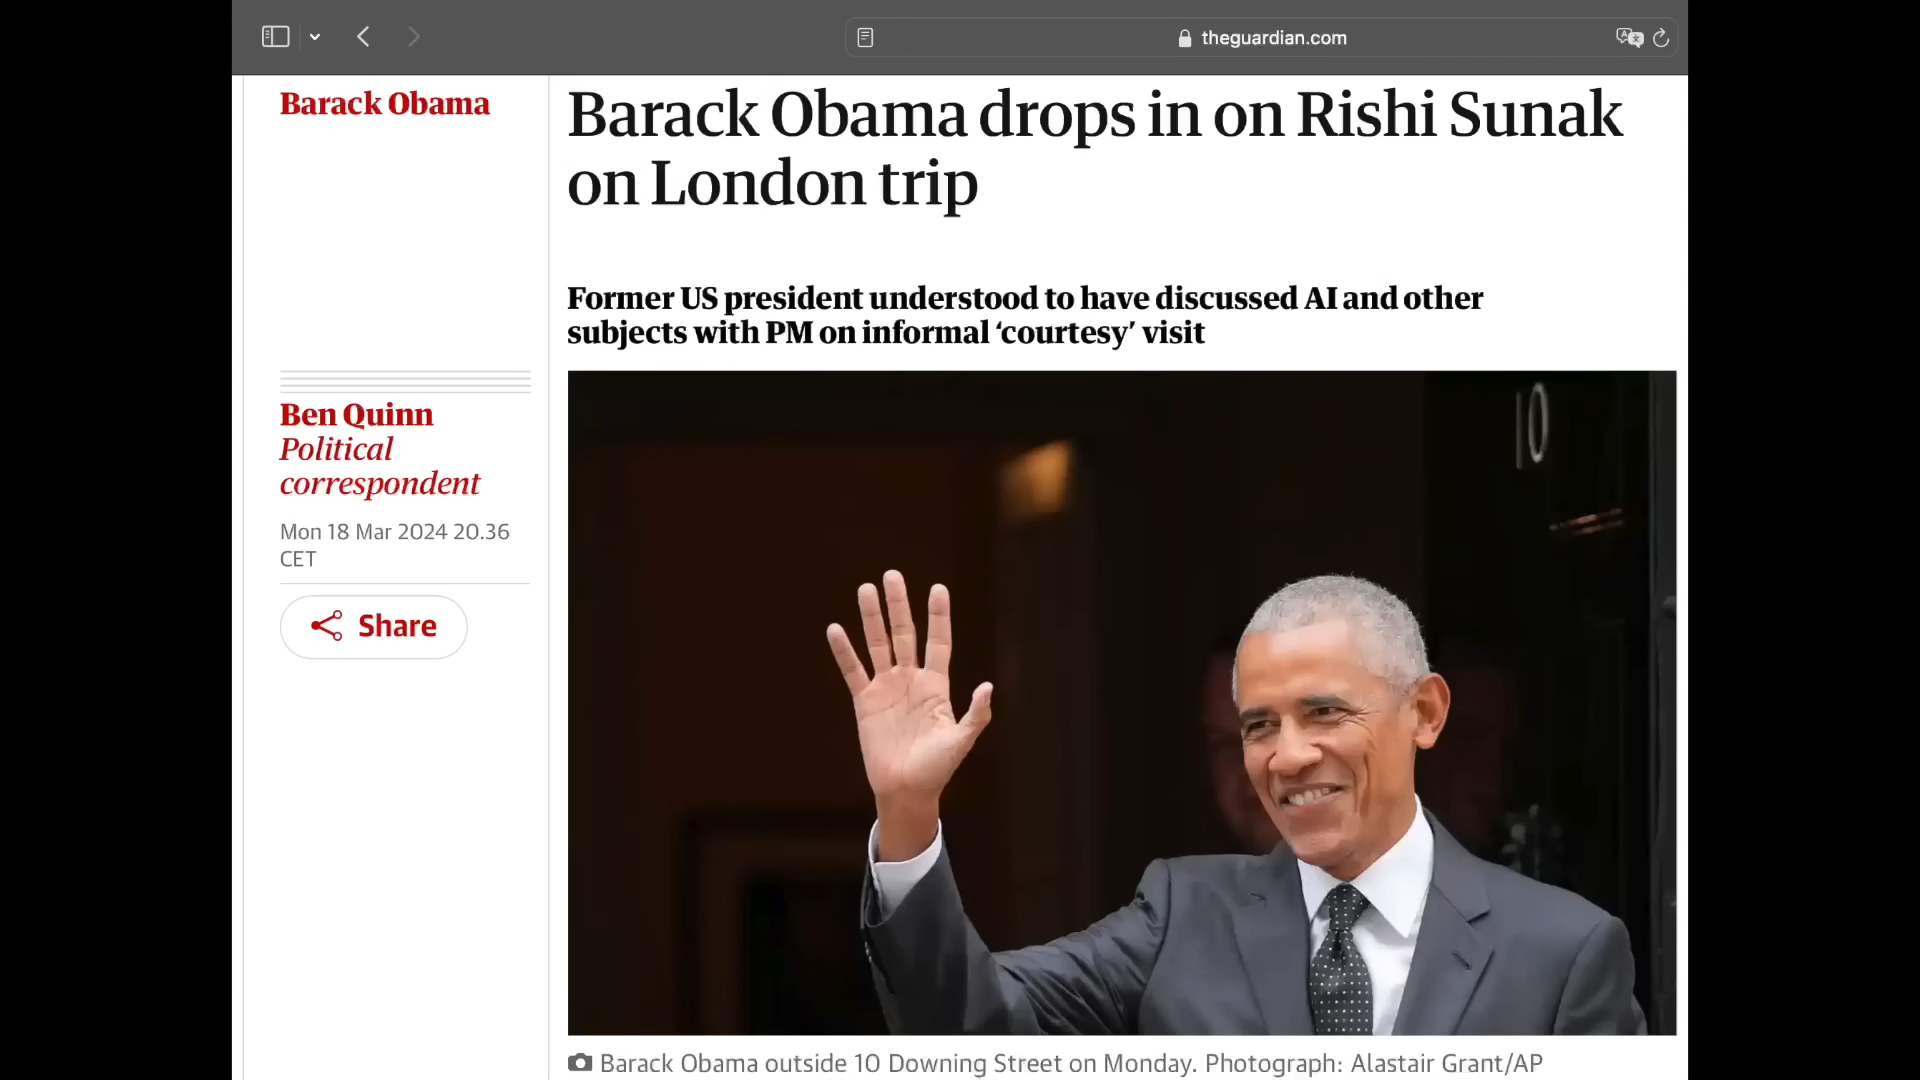 theguardian.com
Barack Obama
Barack Obama drops in on Rishi Sunak
on London trip
Former US president understood to have discussed AI and other
subjects with PM on informal ‘courtesy’ visit
Ben Quinn
Political
correspondent
Mon 18 Mar 2024 20.36
CET
Share
10
Barack Obama outside 10 Downing Street on Monday. Photograph: Alastair Grant/AP